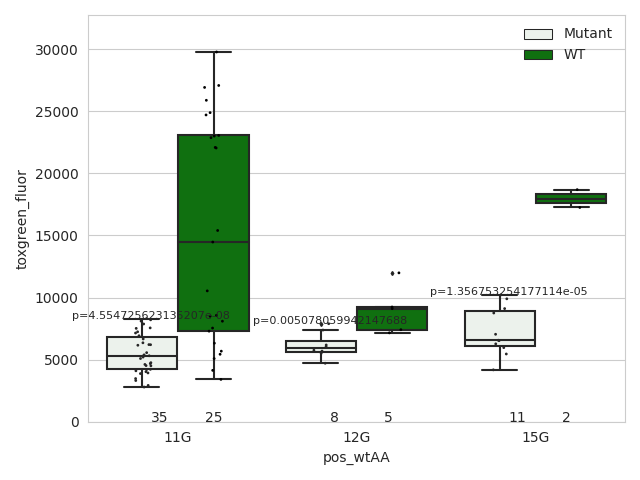 Mutant
WT
30000
25000
20000
15000
10000
5000
0
toxgreen_fluor
p=4.554725623136207e-08
p=0.005078059942147688
p=1.356753254177114e-05
35 25 8 5 11 2
11G 12G 15G
pos_wtAA